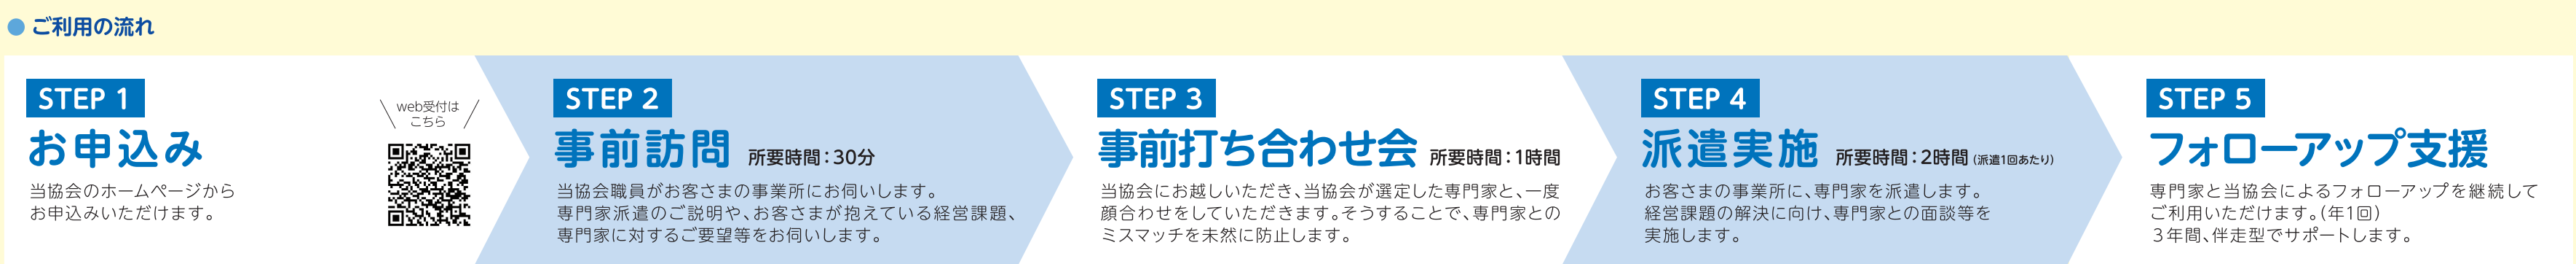 ● ご利用の流れ
STEP 1
お申込み
当協会のホームページから
お申込みいただけます。
web受付は
こちら
STEP 2
事前訪問 所要時間：30分
当協会職員がお客さまの事業所にお伺いします。
専門家派遣のご説明や、お客さまが抱えている経営課題、
専門家に対するご要望等をお伺いします。
STEP 3
事前打ち合わせ会 所要時間：1時間
当協会にお越しいただき、当協会が選定した専門家と、一度
顔合わせをしていただきます。そうすることで、専門家との
ミスマッチを未然に防止します。
STEP 4
派遣実施 所要時間：2時間（派遣1回あたり）
お客さまの事業所に、専門家を派遣します。
経営課題の解決に向け、専門家との面談等を
実施します。
STEP 5
フォローアップ支援
専門家と当協会によるフォローアップを継続して
ご利用いただけます。（年1回）
３年間、伴走型でサポートします。